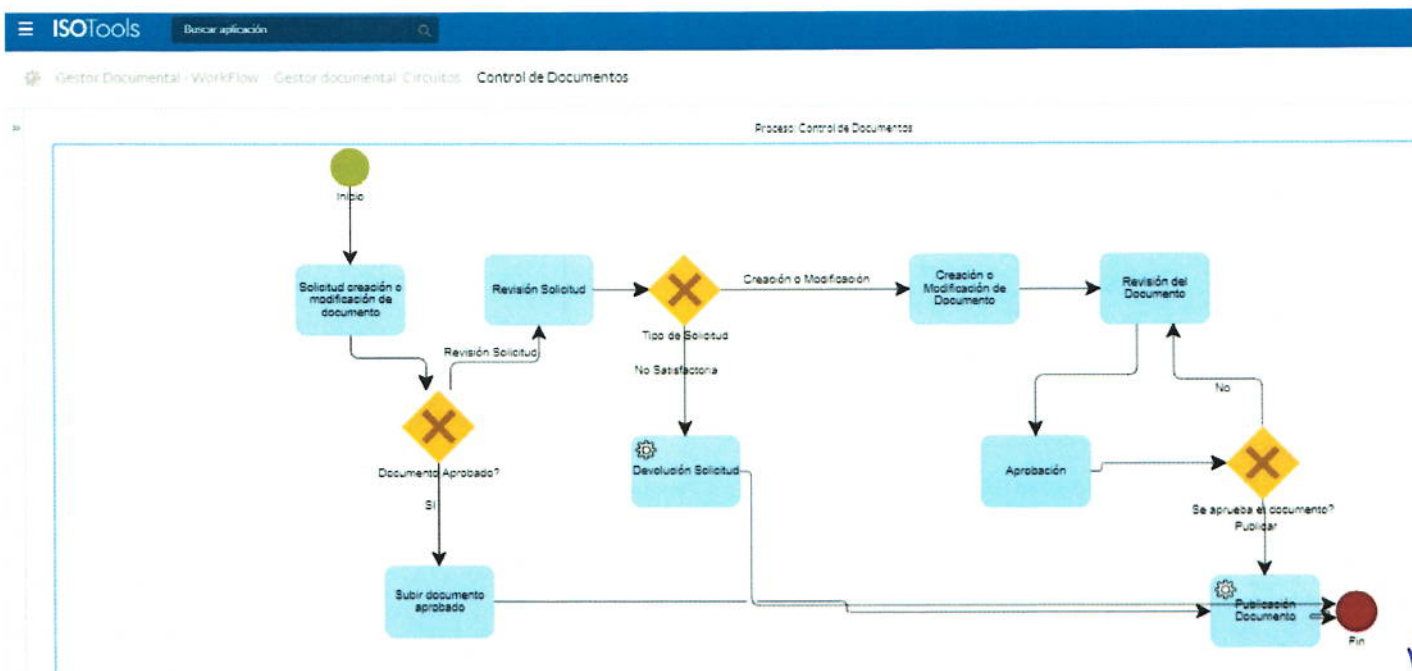 ISOTools
Buscar aplicación
Gestor Documental - WorkFlow Gestor documental: Circuitos Control de Documentos
Proceso: Control de Documentos
Inicio
Solicitud creación o
modificación de
documento
Revisión Solicitud
Documento Aprobado?
Sí
Subir documento
aprobado
Revisión Solicitud
Tipo de Solicitud
No Satisfactoria
Devolución Solicitud
Creación o Modificación
Creación o
Modificación de
Documento
Revisión del
Documento
Aprobación
No
Se aprueba el documento?
Publicar
Publicación
Documento
Fin